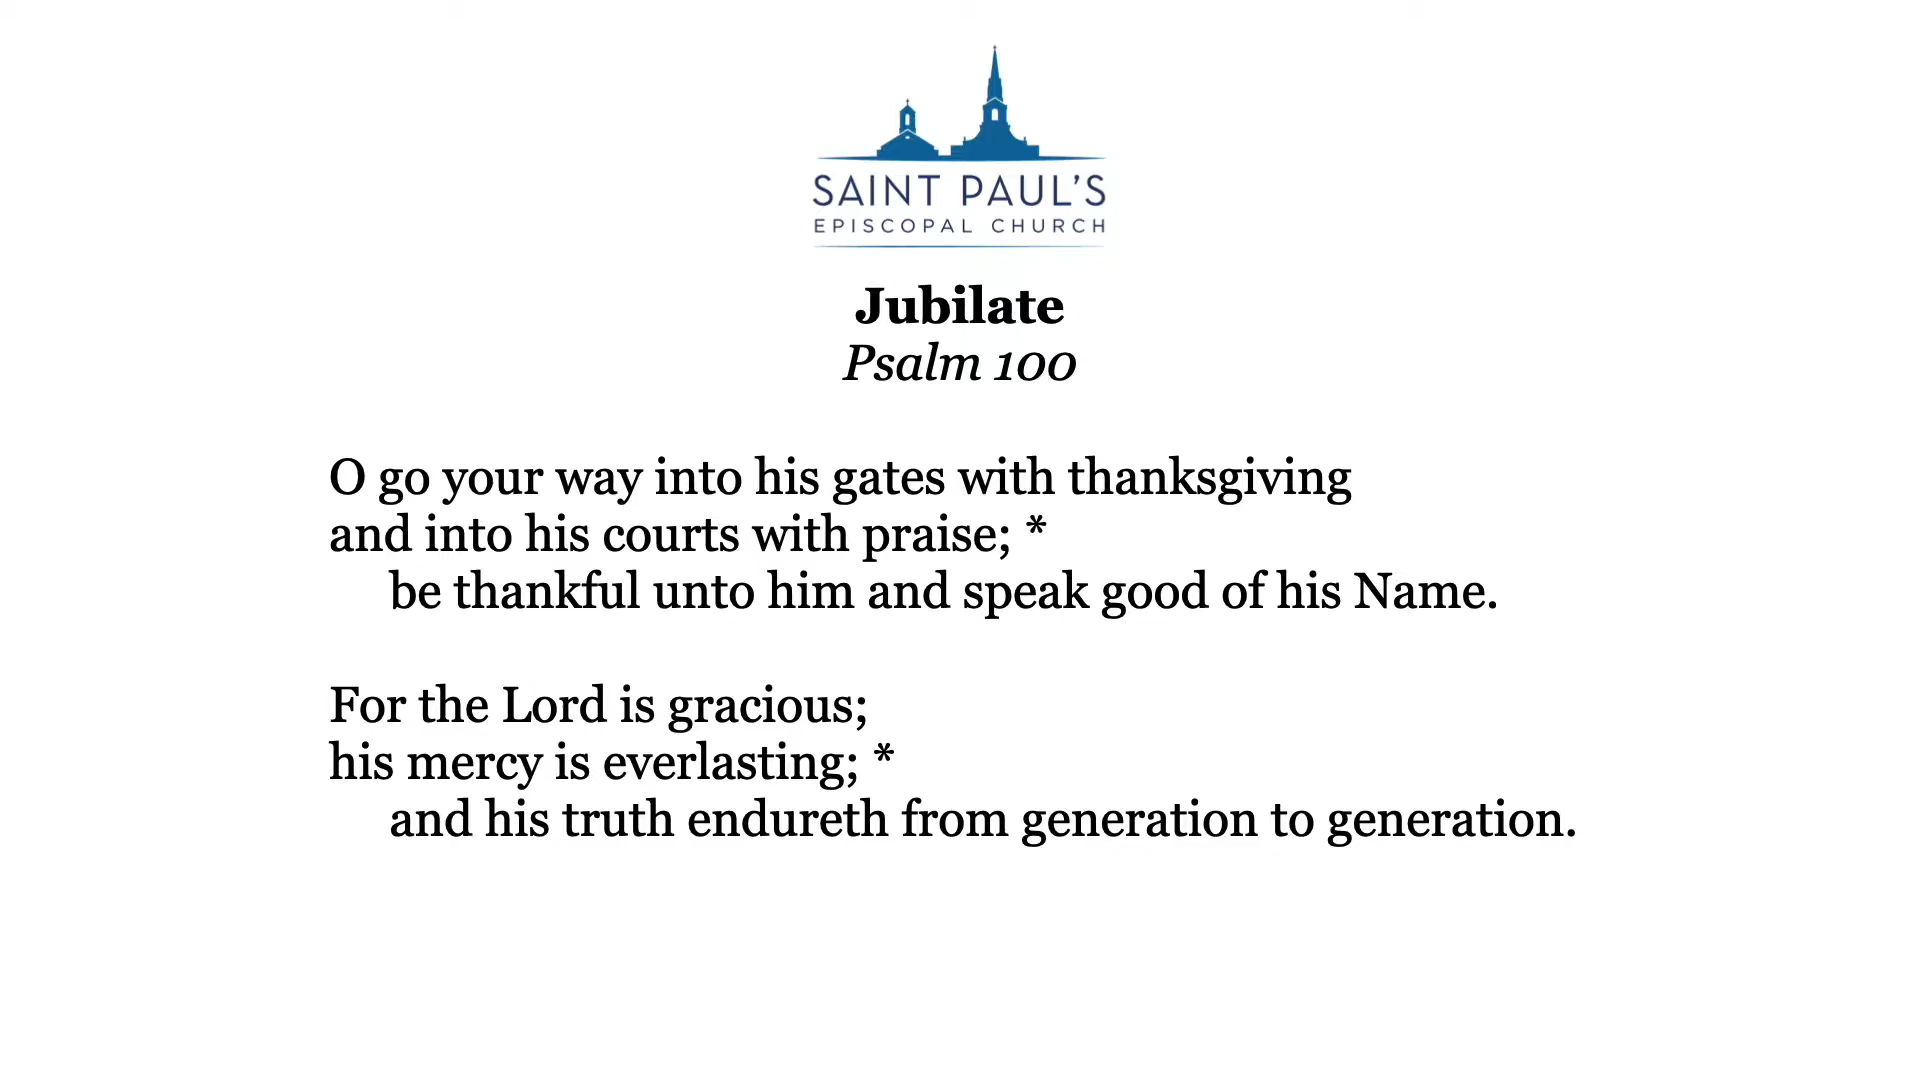 SAINT PAUL'S
EPISCOPAL CHURCH
Jubilate
Psalm 100
O go your way into his gates with thanksgiving
and into his courts with praise; *
be thankful unto him and speak good of his Name.
For the Lord is gracious;
his mercy is everlasting; *
and his truth endureth from generation to generation.